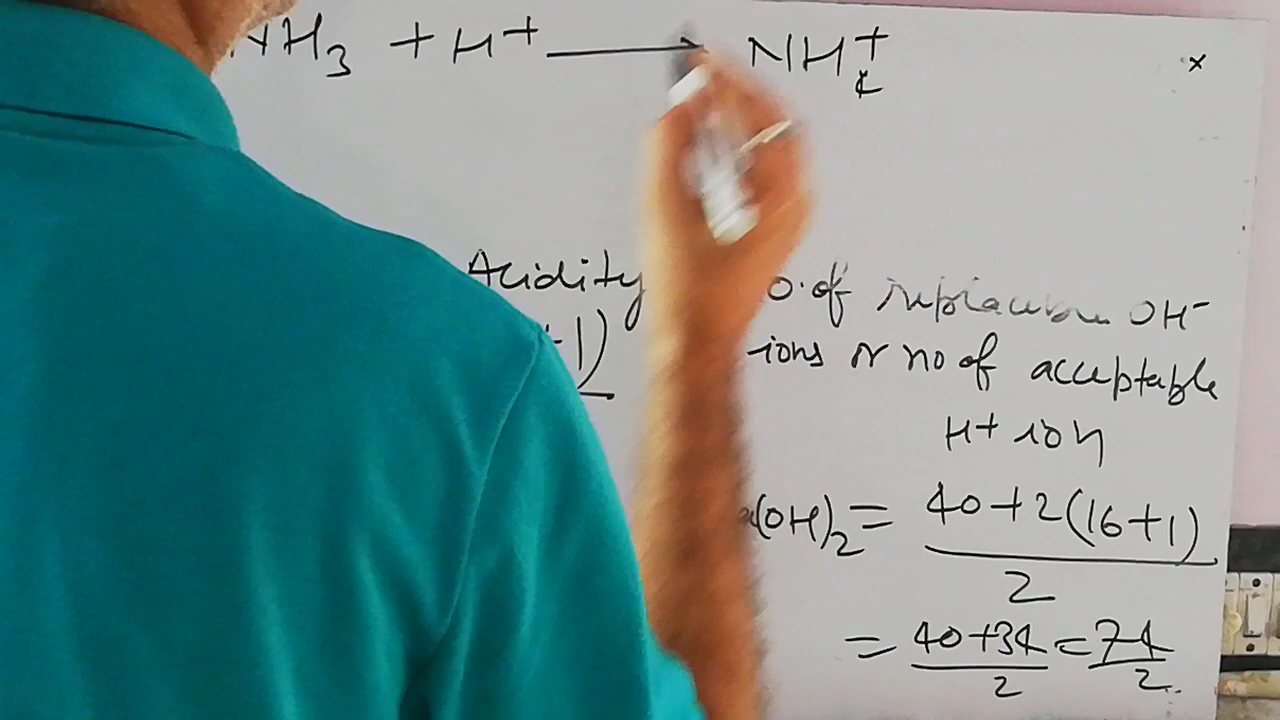 NH3 + H+ → NH4+ x
Acidity o. of replaceable OH-
+1) ions or no of acceptable
H+ ion
a(OH)2 = 40+2(16+1)/2
= 40+34/2 = 74/2